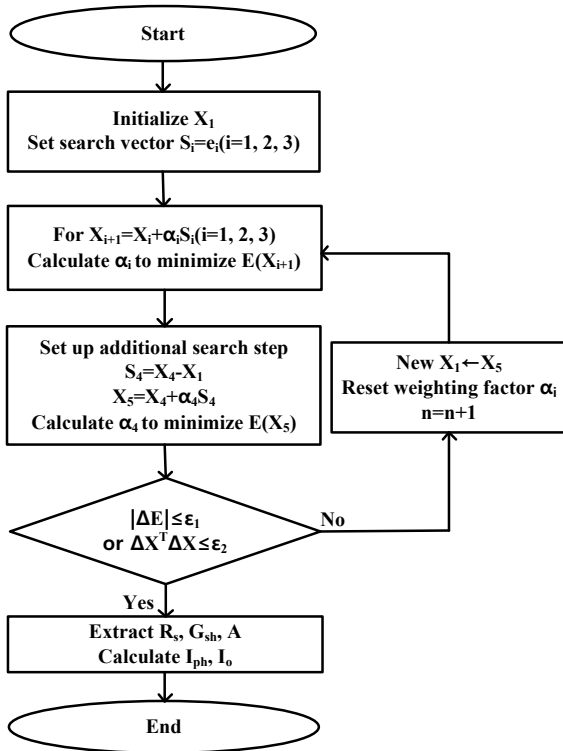 Start
Initialize X₁
Set search vector Sᵢ=eᵢ(i=1, 2, 3)
For Xᵢ₊₁=Xᵢ+αᵢSᵢ(i=1, 2, 3)
Calculate αᵢ to minimize E(Xᵢ₊₁)
Set up additional search step
S₄=X₄-X₁
X₅=X₄+α₄S₄
Calculate α₄ to minimize E(X₅)
New X₁←X₅
Reset weighting factor αᵢ
n=n+1
|ΔE|≤ε₁
or ΔXᵀΔX≤ε₂
No
Yes
Extract Rₛ, Gₛₕ, A
Calculate Iₚₕ, Iₒ
End